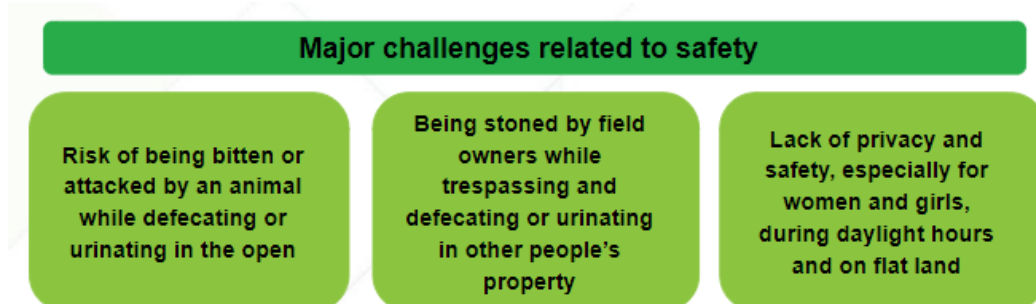 Major challenges related to safety
Risk of being bitten or
attacked by an animal
while defecating or
urinating in the open
Being stoned by field
owners while
trespassing and
defecating or urinating
in other people’s
property
Lack of privacy and
safety, especially for
women and girls,
during daylight hours
and on flat land